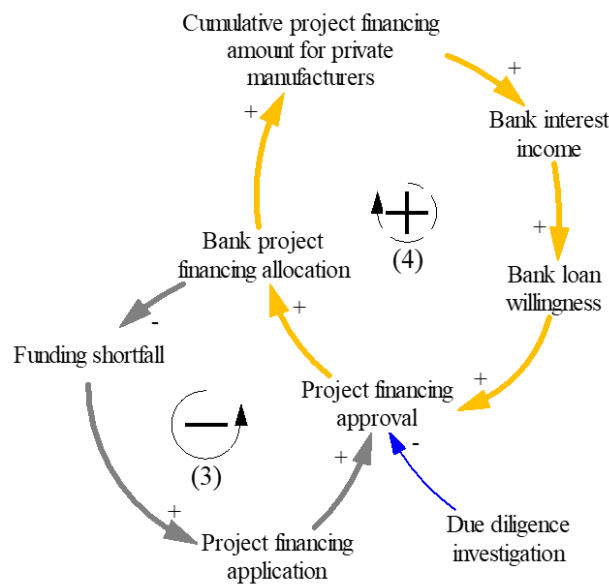 Cumulative project financing
amount for private
manufacturers
+
+
Bank interest
income
+
(4)
+
Bank project
financing allocation
Bank loan
willingness
+
-
Funding shortfall
Project financing
approval
+
-
+
(3)
+
Project financing
application
Due diligence
investigation